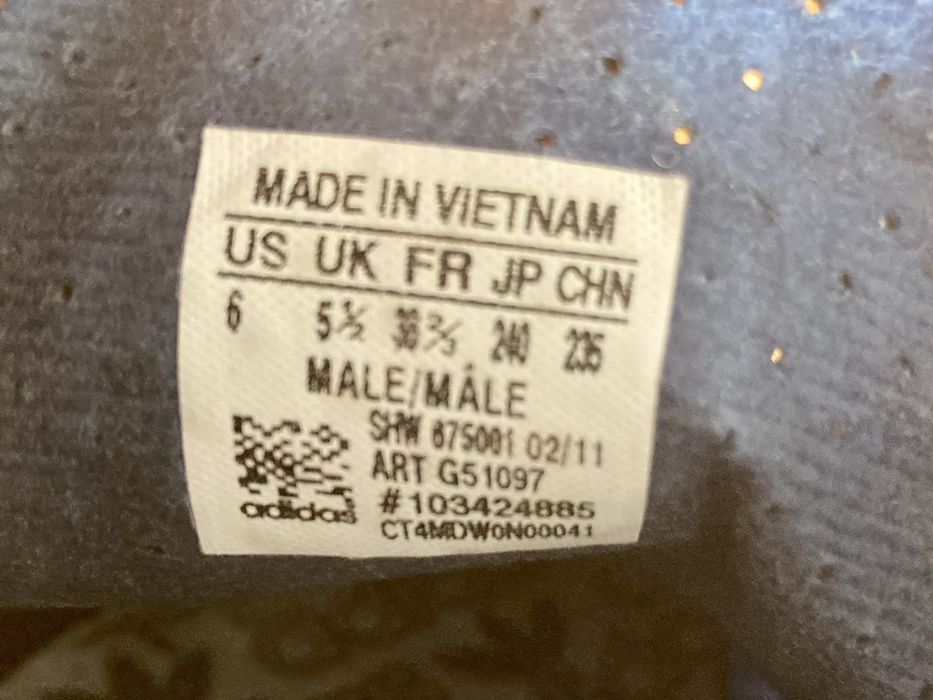 MADE IN VIETNAM
US UK FR JP CHN
6 5½ 38⅔ 240 235
MALE/MÂLE
SHW 675001 02/11
ART G51097
#103424885
adidas CT4MDW0N00041